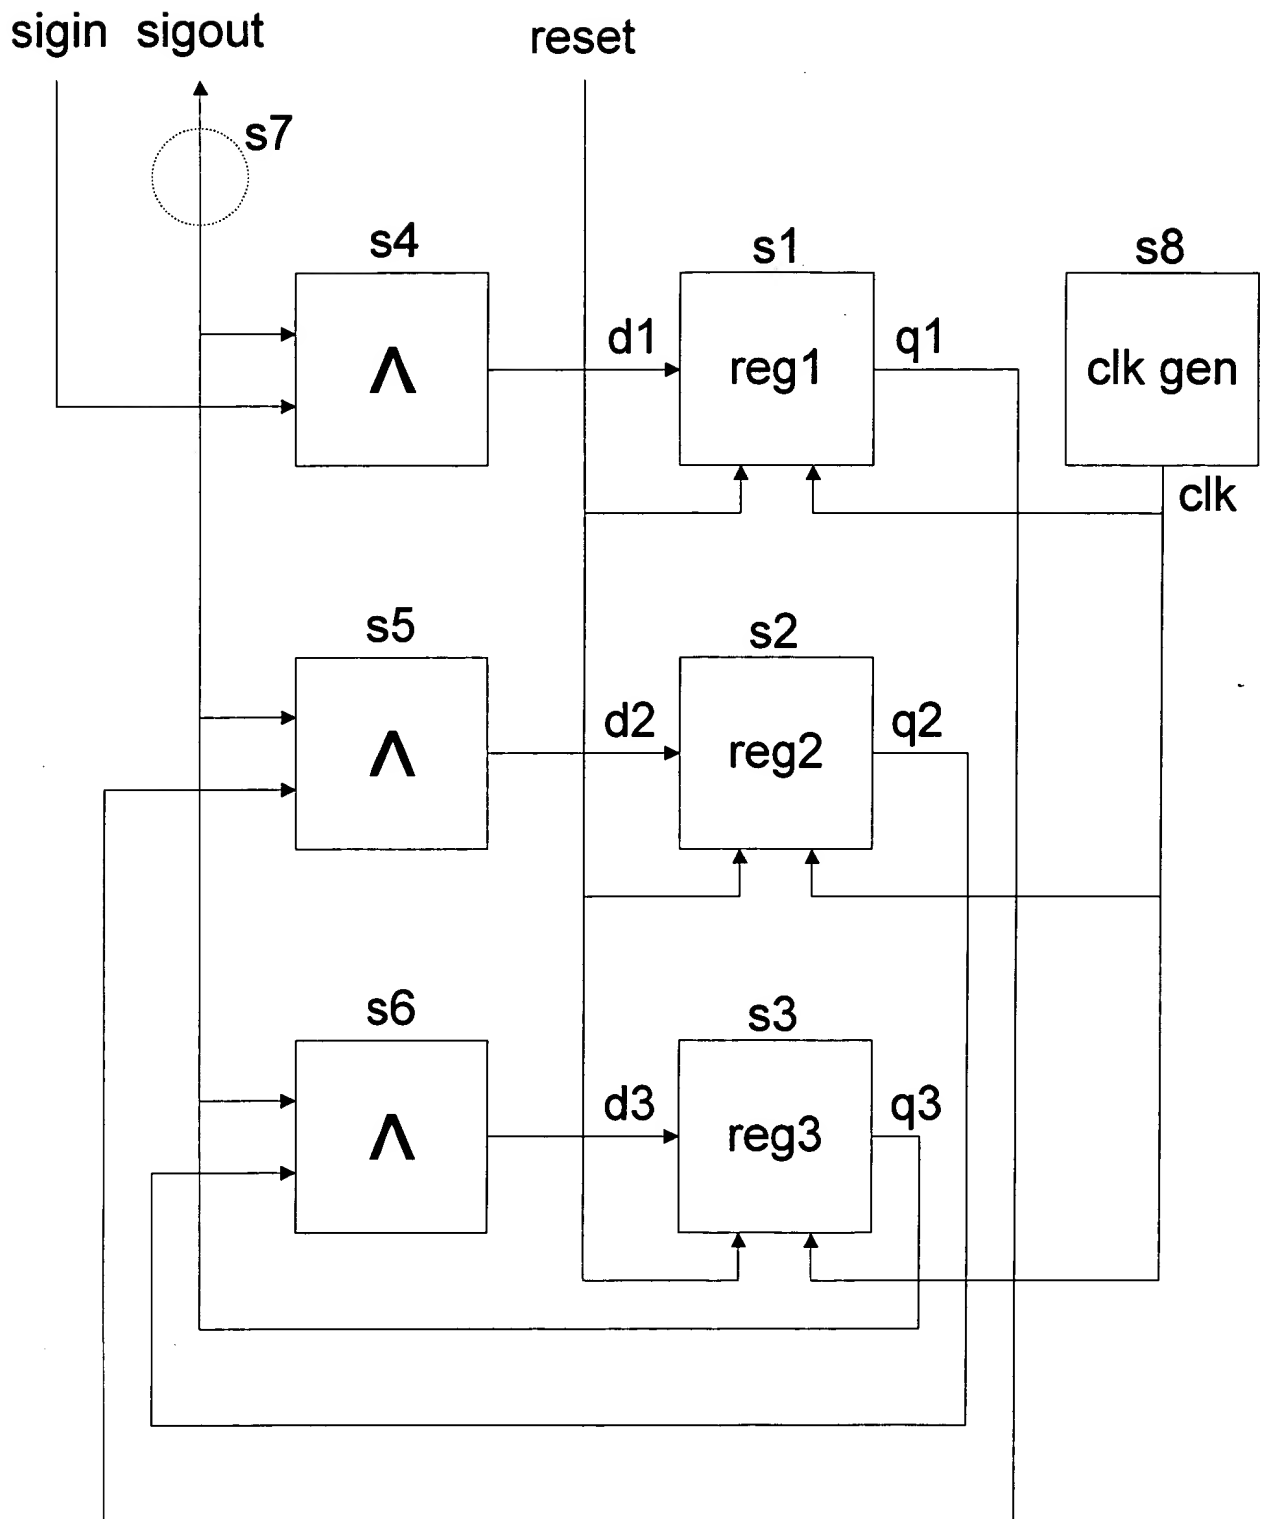 sigin sigout reset
s7
s4 s1 s8
d1 q1
Λ reg1 clk gen
clk
s5 s2
d2 q2
Λ reg2
s6 s3
d3 q3
Λ reg3